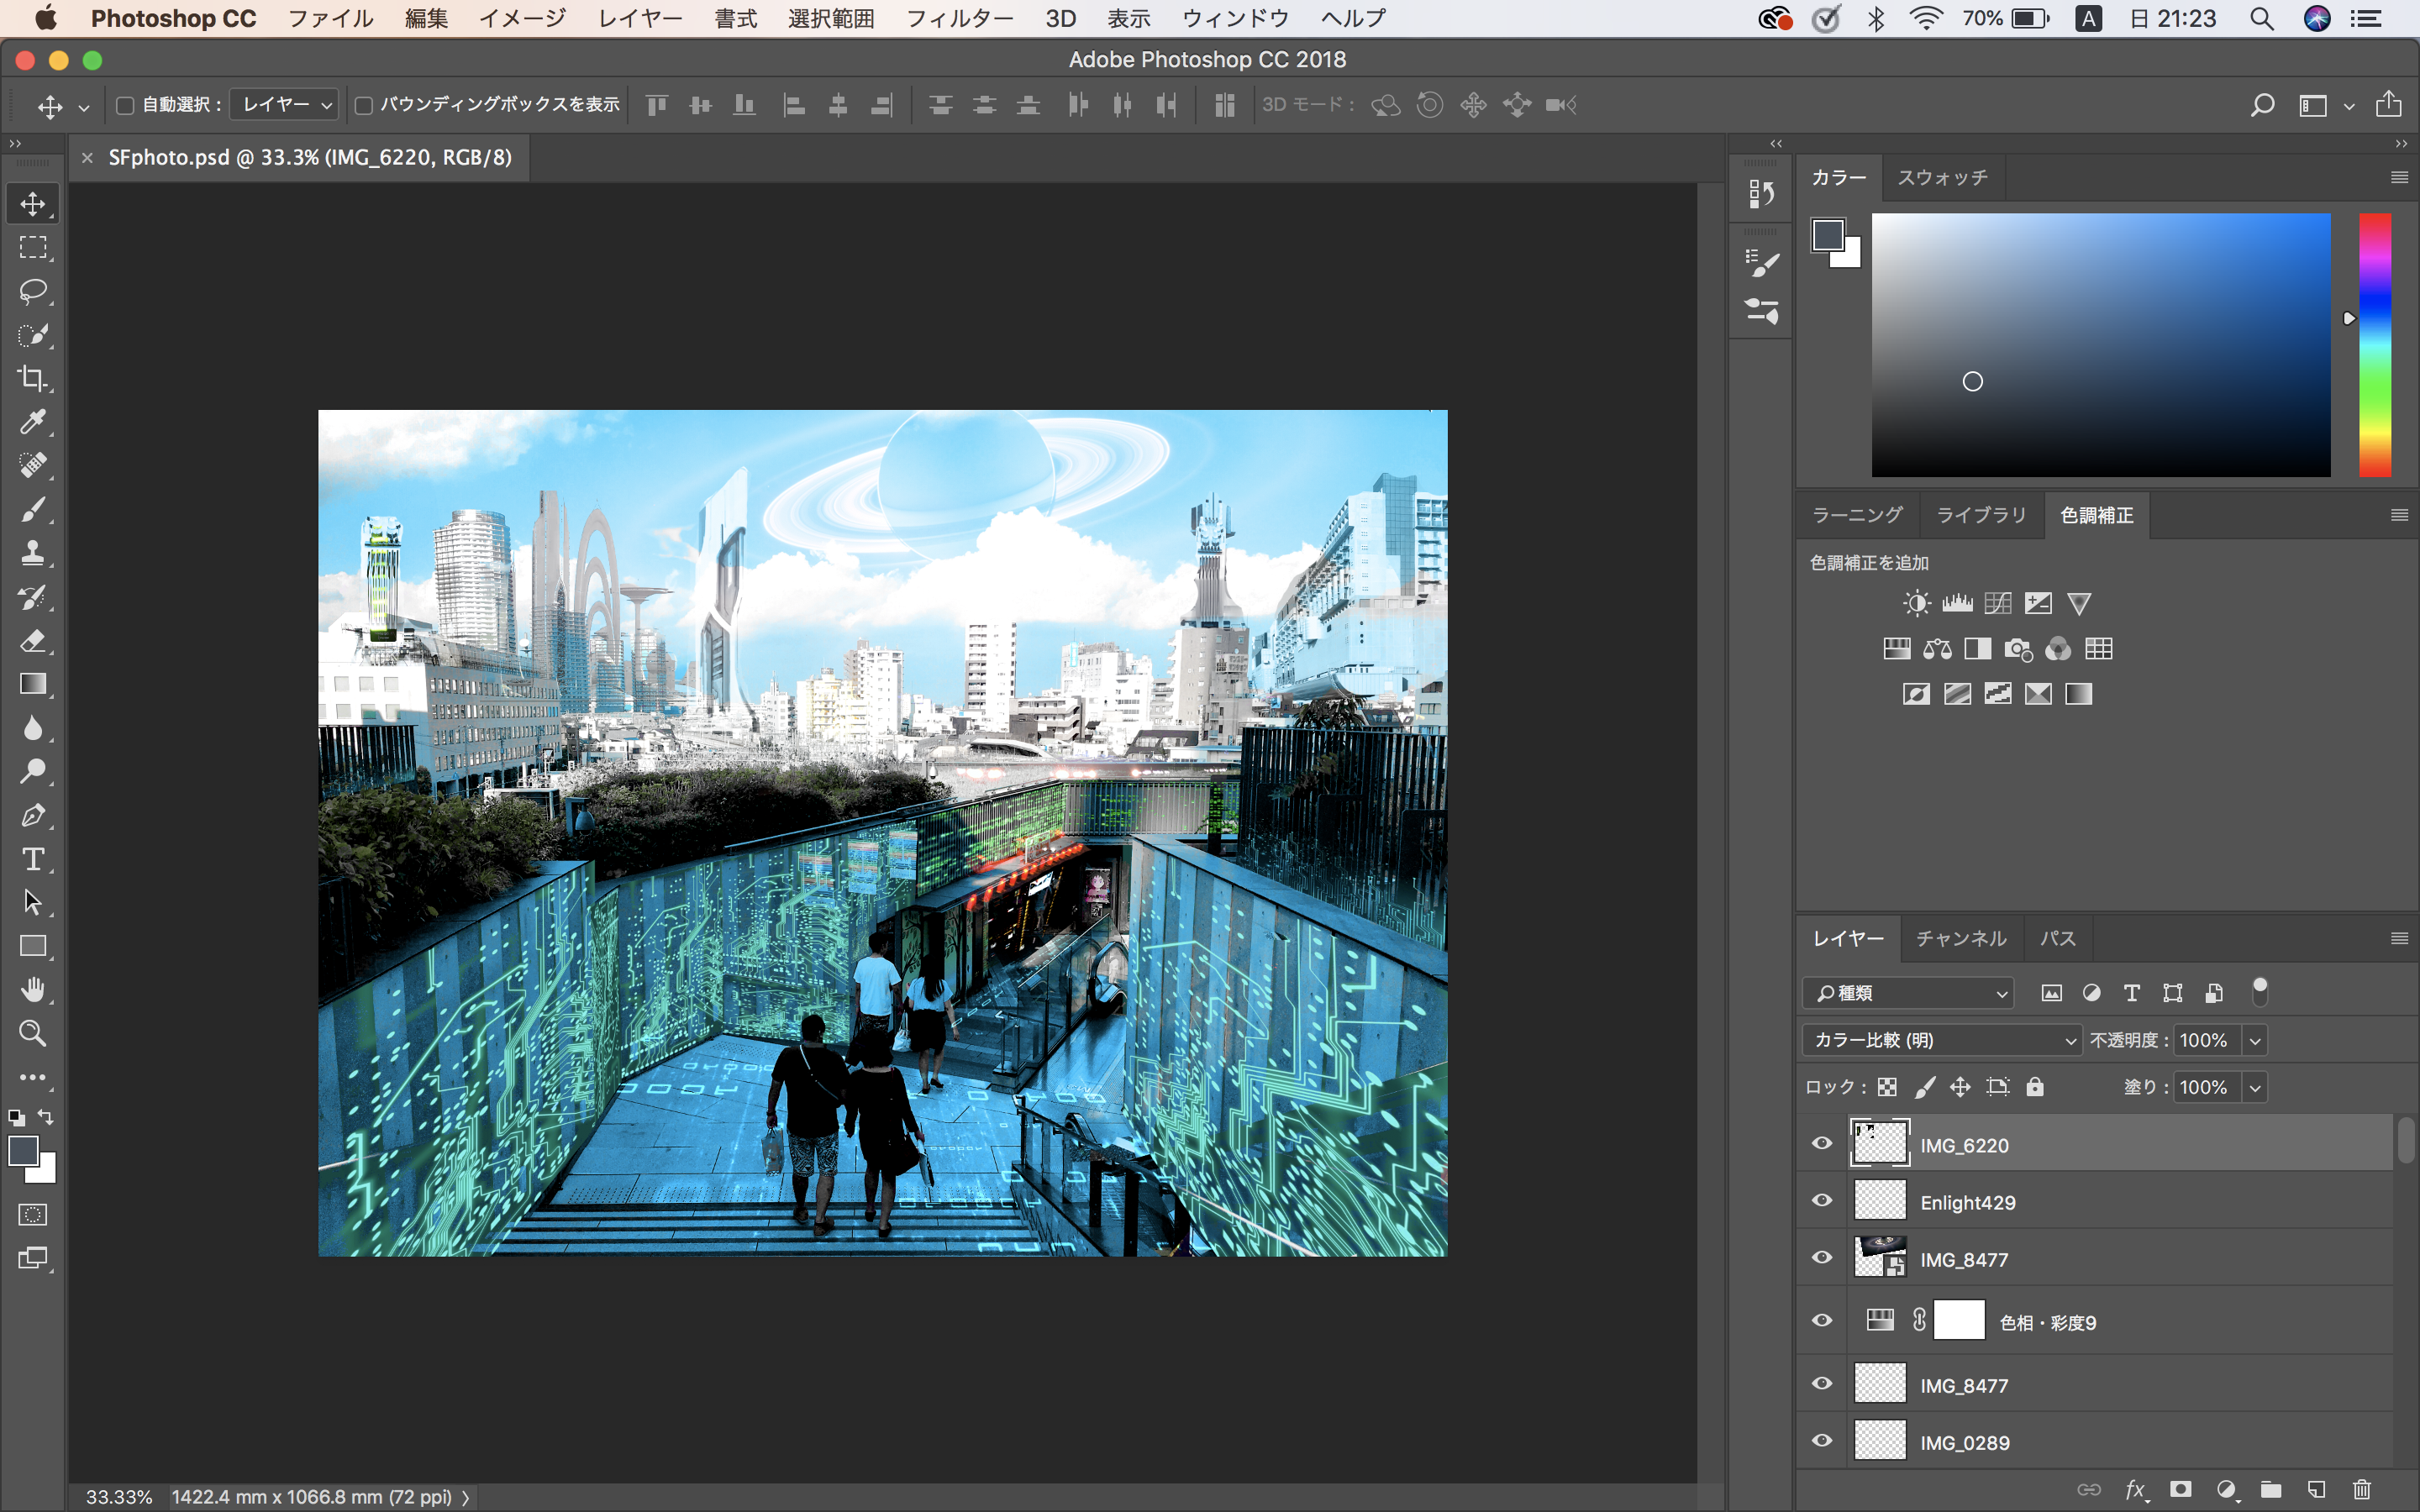 Photoshop CC ファイル 編集 イメージ レイヤー 書式 選択範囲 フィルター 3D 表示 ウィンドウ ヘルプ 70% A 日 21:23
Adobe Photoshop CC 2018
自動選択 : レイヤー バウンディングボックスを表示 3D モード :
SFphoto.psd @ 33.3% (IMG_6220, RGB/8)
カラー スウォッチ
ラーニング ライブラリ 色調補正
色調補正を追加
レイヤー チャンネル パス
種類
カラー比較 (明) 不透明度 : 100%
ロック : 塗り : 100%
IMG_6220
Enlight429
IMG_8477
色相・彩度9
IMG_8477
IMG_0289
fx
33.33% 1422.4 mm x 1066.8 mm (72 ppi)